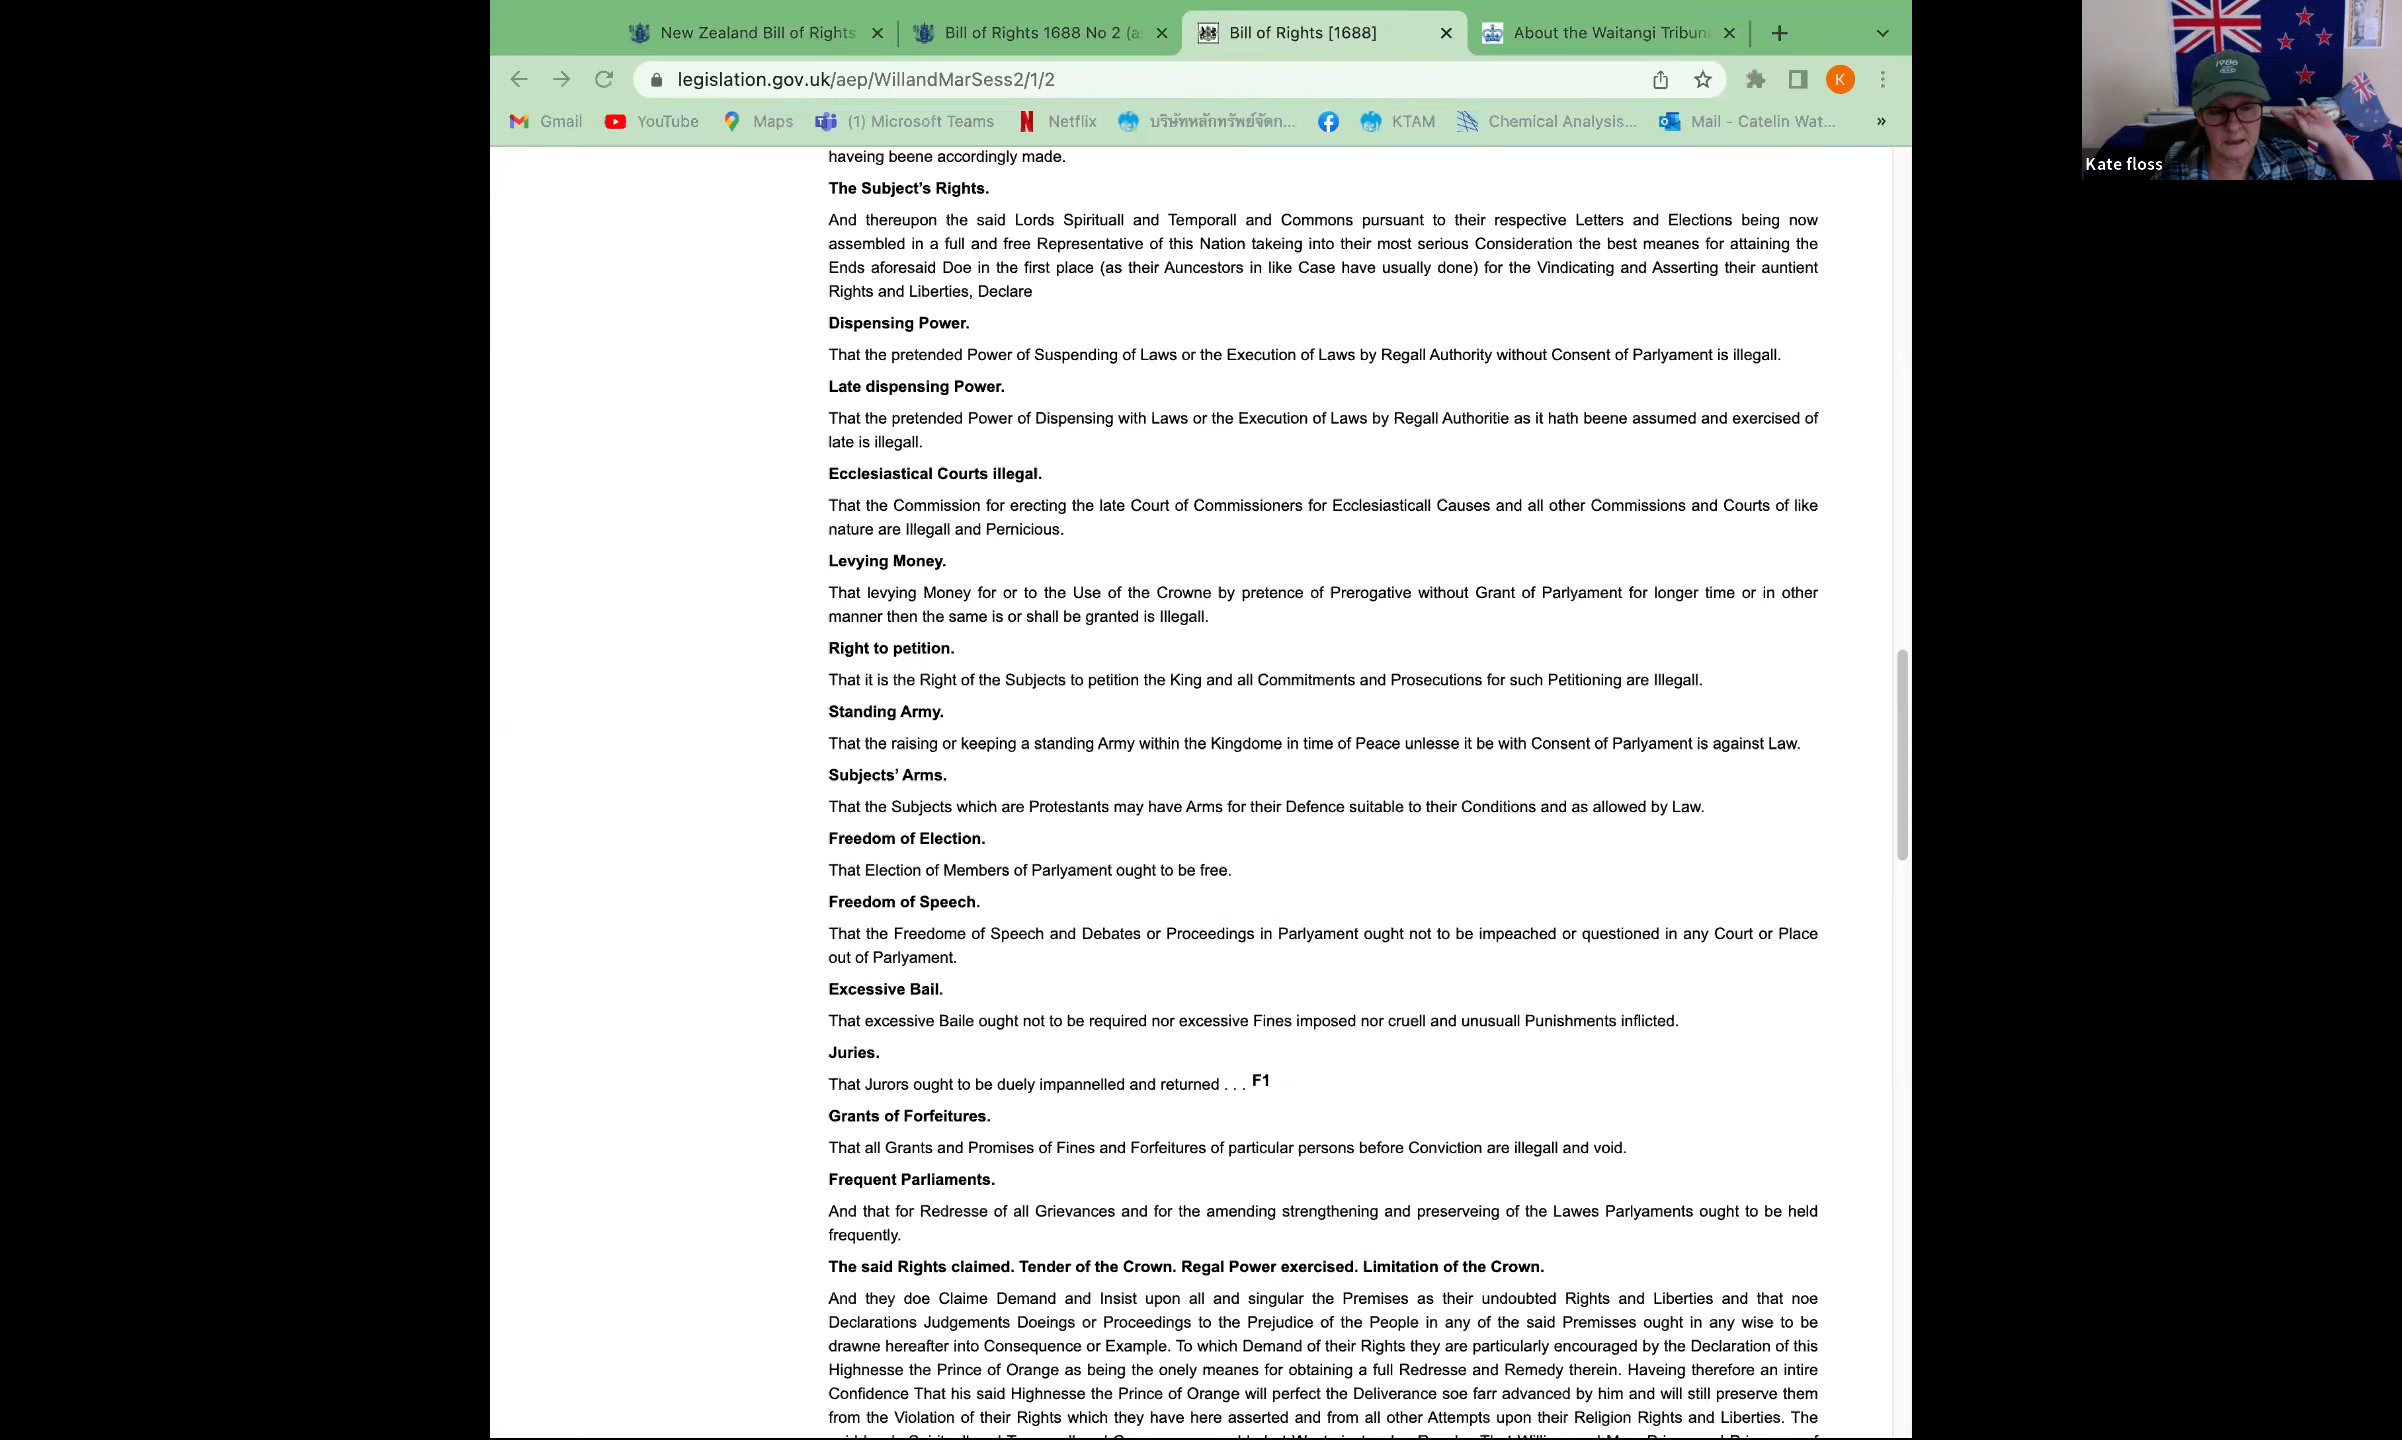 New Zealand Bill of Rights
Bill of Rights 1688 No 2 (a
Bill of Rights [1688]
About the Waitangi Tribun
legislation.gov.uk/aep/WillandMarSess2/1/2
K
Gmail
YouTube
Maps
(1) Microsoft Teams
Netflix
บริษัทหลักทรัพย์จัดก...
KTAM
Chemical Analysis...
Mail - Catelin Wat...
»
1988
Kate floss
haveing beene accordingly made.
The Subject's Rights.
And thereupon the said Lords Spirituall and Temporall and Commons pursuant to their respective Letters and Elections being now
assembled in a full and free Representative of this Nation takeing into their most serious Consideration the best meanes for attaining the
Ends aforesaid Doe in the first place (as their Auncestors in like Case have usually done) for the Vindicating and Asserting their auntient
Rights and Liberties, Declare
Dispensing Power.
That the pretended Power of Suspending of Laws or the Execution of Laws by Regall Authority without Consent of Parlyament is illegall.
Late dispensing Power.
That the pretended Power of Dispensing with Laws or the Execution of Laws by Regall Authoritie as it hath beene assumed and exercised of
late is illegall.
Ecclesiastical Courts illegal.
That the Commission for erecting the late Court of Commissioners for Ecclesiasticall Causes and all other Commissions and Courts of like
nature are Illegall and Pernicious.
Levying Money.
That levying Money for or to the Use of the Crowne by pretence of Prerogative without Grant of Parlyament for longer time or in other
manner then the same is or shall be granted is Illegall.
Right to petition.
That it is the Right of the Subjects to petition the King and all Commitments and Prosecutions for such Petitioning are Illegall.
Standing Army.
That the raising or keeping a standing Army within the Kingdome in time of Peace unlesse it be with Consent of Parlyament is against Law.
Subjects' Arms.
That the Subjects which are Protestants may have Arms for their Defence suitable to their Conditions and as allowed by Law.
Freedom of Election.
That Election of Members of Parlyament ought to be free.
Freedom of Speech.
That the Freedome of Speech and Debates or Proceedings in Parlyament ought not to be impeached or questioned in any Court or Place
out of Parlyament.
Excessive Bail.
That excessive Baile ought not to be required nor excessive Fines imposed nor cruell and unusuall Punishments inflicted.
Juries.
That Jurors ought to be duely impannelled and returned . . . F1
Grants of Forfeitures.
That all Grants and Promises of Fines and Forfeitures of particular persons before Conviction are illegall and void.
Frequent Parliaments.
And that for Redresse of all Grievances and for the amending strengthening and preserveing of the Lawes Parlyaments ought to be held
frequently.
The said Rights claimed. Tender of the Crown. Regal Power exercised. Limitation of the Crown.
And they doe Claime Demand and Insist upon all and singular the Premises as their undoubted Rights and Liberties and that noe
Declarations Judgements Doeings or Proceedings to the Prejudice of the People in any of the said Premisses ought in any wise to be
drawne hereafter into Consequence or Example. To which Demand of their Rights they are particularly encouraged by the Declaration of this
Highnesse the Prince of Orange as being the onely meanes for obtaining a full Redresse and Remedy therein. Haveing therefore an intire
Confidence That his said Highnesse the Prince of Orange will perfect the Deliverance soe farr advanced by him and will still preserve them
from the Violation of their Rights which they have here asserted and from all other Attempts upon their Religion Rights and Liberties. The